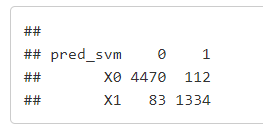 ##
## pred_svm    0    1
##       X0 4470  112
##       X1   83 1334